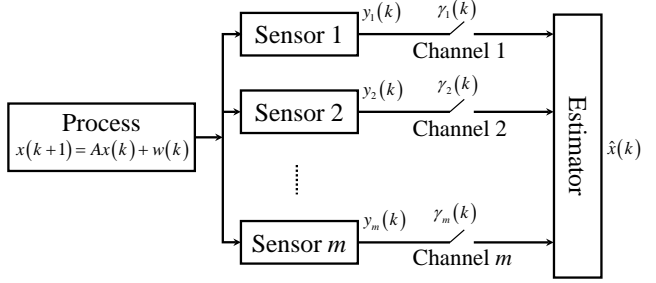 Process
x(k+1) = Ax(k) + w(k)
Sensor 1
y₁(k)
γ₁(k)
Channel 1
Sensor 2
y₂(k)
γ₂(k)
Channel 2
Sensor m
yₘ(k)
γₘ(k)
Channel m
Estimator
x̂(k)